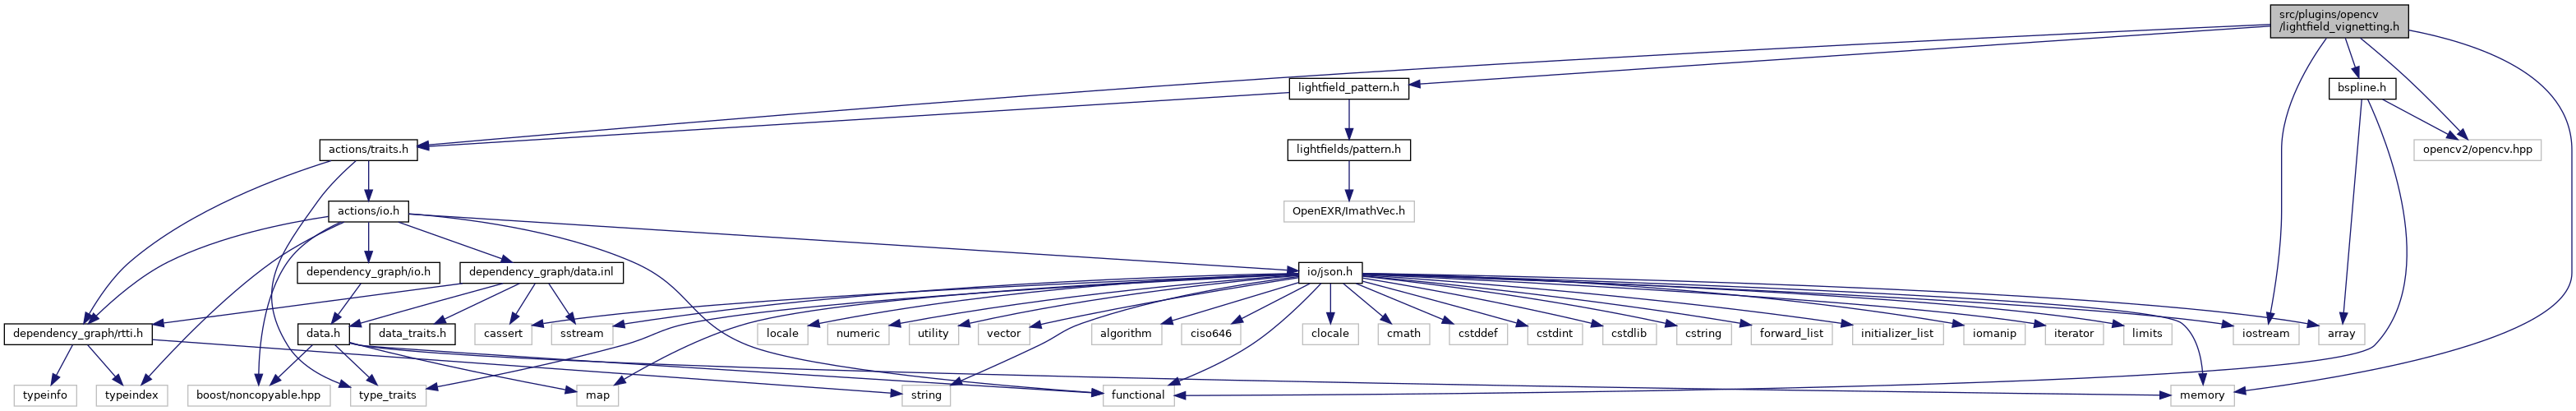 src/plugins/opencv
/lightfield_vignetting.h
lightfield_pattern.h
bspline.h
actions/traits.h
lightfields/pattern.h
opencv2/opencv.hpp
actions/io.h
OpenEXR/ImathVec.h
dependency_graph/io.h
dependency_graph/data.inl
io/json.h
dependency_graph/rtti.h
data.h
data_traits.h
cassert
sstream
locale
numeric
utility
vector
algorithm
ciso646
clocale
cmath
cstddef
cstdint
cstdlib
cstring
forward_list
initializer_list
iomanip
iterator
limits
iostream
array
typeinfo
typeindex
boost/noncopyable.hpp
type_traits
map
string
functional
memory